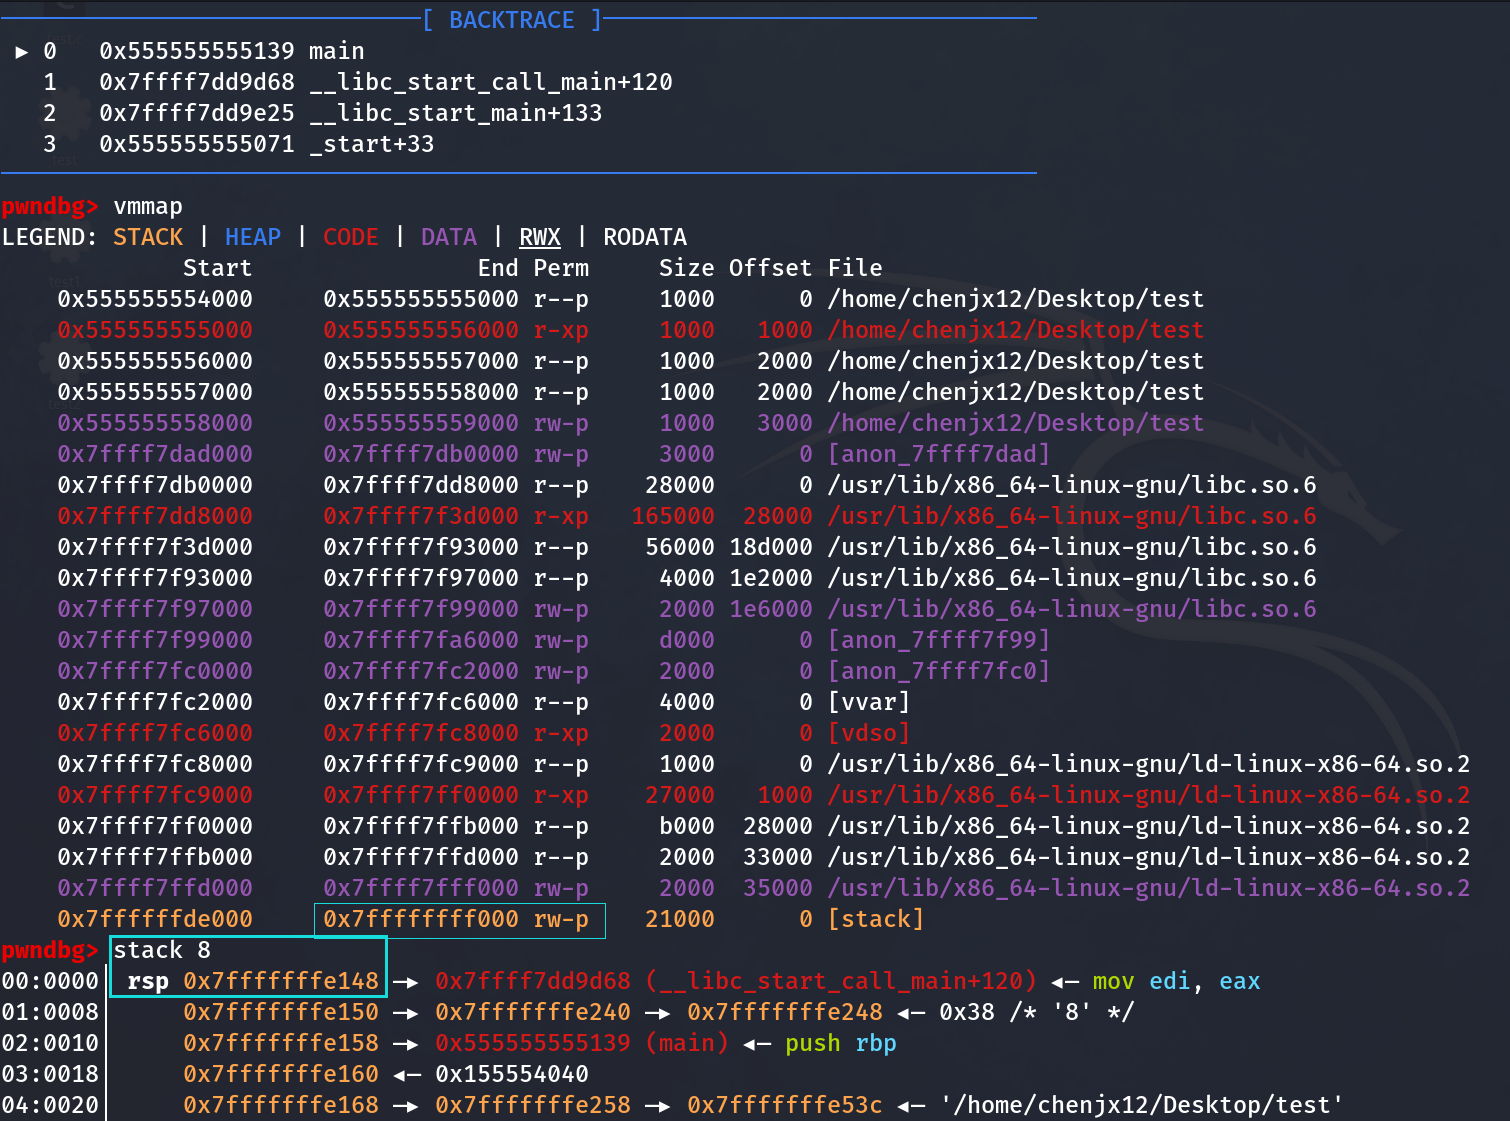 [ BACKTRACE ]
► 0 0x555555555139 main
1 0x7ffff7dd9d68 __libc_start_call_main+120
2 0x7ffff7dd9e25 __libc_start_main+133
3 0x555555555071 _start+33
pwndbg> vmmap
LEGEND: STACK | HEAP | CODE | DATA | RWX | RODATA
Start End Perm Size Offset File
0x555555554000 0x555555555000 r--p 1000 0 /home/chenjx12/Desktop/test
0x555555555000 0x555555556000 r-xp 1000 1000 /home/chenjx12/Desktop/test
0x555555556000 0x555555557000 r--p 1000 2000 /home/chenjx12/Desktop/test
0x555555557000 0x555555558000 r--p 1000 2000 /home/chenjx12/Desktop/test
0x555555558000 0x555555559000 rw-p 1000 3000 /home/chenjx12/Desktop/test
0x7ffff7dad000 0x7ffff7db0000 rw-p 3000 0 [anon_7ffff7dad]
0x7ffff7db0000 0x7ffff7dd8000 r--p 28000 0 /usr/lib/x86_64-linux-gnu/libc.so.6
0x7ffff7dd8000 0x7ffff7f3d000 r-xp 165000 28000 /usr/lib/x86_64-linux-gnu/libc.so.6
0x7ffff7f3d000 0x7ffff7f93000 r--p 56000 18d000 /usr/lib/x86_64-linux-gnu/libc.so.6
0x7ffff7f93000 0x7ffff7f97000 r--p 4000 1e2000 /usr/lib/x86_64-linux-gnu/libc.so.6
0x7ffff7f97000 0x7ffff7f99000 rw-p 2000 1e6000 /usr/lib/x86_64-linux-gnu/libc.so.6
0x7ffff7f99000 0x7ffff7fa6000 rw-p d000 0 [anon_7ffff7f99]
0x7ffff7fc0000 0x7ffff7fc2000 rw-p 2000 0 [anon_7ffff7fc0]
0x7ffff7fc2000 0x7ffff7fc6000 r--p 4000 0 [vvar]
0x7ffff7fc6000 0x7ffff7fc8000 r-xp 2000 0 [vdso]
0x7ffff7fc8000 0x7ffff7fc9000 r--p 1000 0 /usr/lib/x86_64-linux-gnu/ld-linux-x86-64.so.2
0x7ffff7fc9000 0x7ffff7ff0000 r-xp 27000 1000 /usr/lib/x86_64-linux-gnu/ld-linux-x86-64.so.2
0x7ffff7ff0000 0x7ffff7ffb000 r--p b000 28000 /usr/lib/x86_64-linux-gnu/ld-linux-x86-64.so.2
0x7ffff7ffb000 0x7ffff7ffd000 r--p 2000 33000 /usr/lib/x86_64-linux-gnu/ld-linux-x86-64.so.2
0x7ffff7ffd000 0x7ffff7fff000 rw-p 2000 35000 /usr/lib/x86_64-linux-gnu/ld-linux-x86-64.so.2
0x7ffffffde000 0x7ffffffff000 rw-p 21000 0 [stack]
pwndbg> stack 8
00:0000│ rsp 0x7fffffffe148 —▸ 0x7ffff7dd9d68 (__libc_start_call_main+120) ◂— mov edi, eax
01:0008│ 0x7fffffffe150 —▸ 0x7fffffffe240 —▸ 0x7fffffffe248 ◂— 0x38 /* '8' */
02:0010│ 0x7fffffffe158 —▸ 0x555555555139 (main) ◂— push rbp
03:0018│ 0x7fffffffe160 ◂— 0x155554040
04:0020│ 0x7fffffffe168 —▸ 0x7fffffffe258 —▸ 0x7fffffffe53c ◂— '/home/chenjx12/Desktop/test'